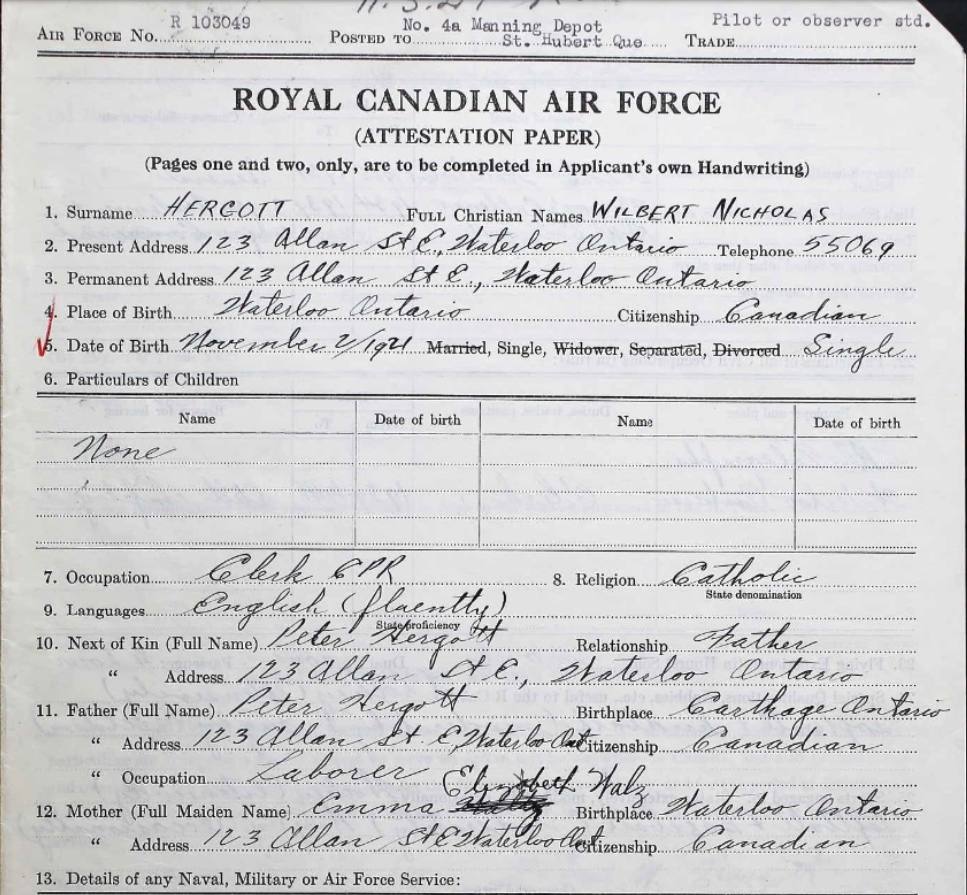 R 103049 No. 4a Manning Depot Pilot or observer std.
AIR FORCE No. POSTED TO St. Hubert Que TRADE
ROYAL CANADIAN AIR FORCE
(ATTESTATION PAPER)
(Pages one and two, only, are to be completed in Applicant's own Handwriting)
1. Surname HERGOTT FULL Christian Names WILBERT NICHOLAS
2. Present Address 123 Allan St E, Waterloo Ontario Telephone 55069
3. Permanent Address 123 Allan St E., Waterloo Ontario
4. Place of Birth Waterloo Ontario Citizenship Canadian
5. Date of Birth November 2/1921 Married, Single, Widower, Separated, Divorced Single
6. Particulars of Children
Name Date of birth Name Date of birth
None
7. Occupation Clerk CPR 8. Religion Catholic
State denomination
9. Languages English (fluently)
State proficiency
10. Next of Kin (Full Name) Peter Hergott Relationship Father
" Address 123 Allan St E., Waterloo Ontario
11. Father (Full Name) Peter Hergott Birthplace Carthage Ontario
" Address 123 Allan St. E, Waterloo Ont Citizenship Canadian
" Occupation Laborer
Elizabeth Walz
12. Mother (Full Maiden Name) Emma Birthplace Waterloo Ontario
" Address 123 Allan St E Waterloo Ont Citizenship Canadian
13. Details of any Naval, Military or Air Force Service: